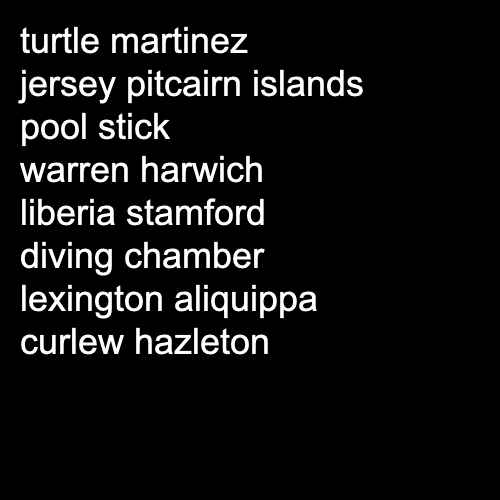 turtle martinez
jersey pitcairn islands
pool stick
warren harwich
liberia stamford
diving chamber
lexington aliquippa
curlew hazleton